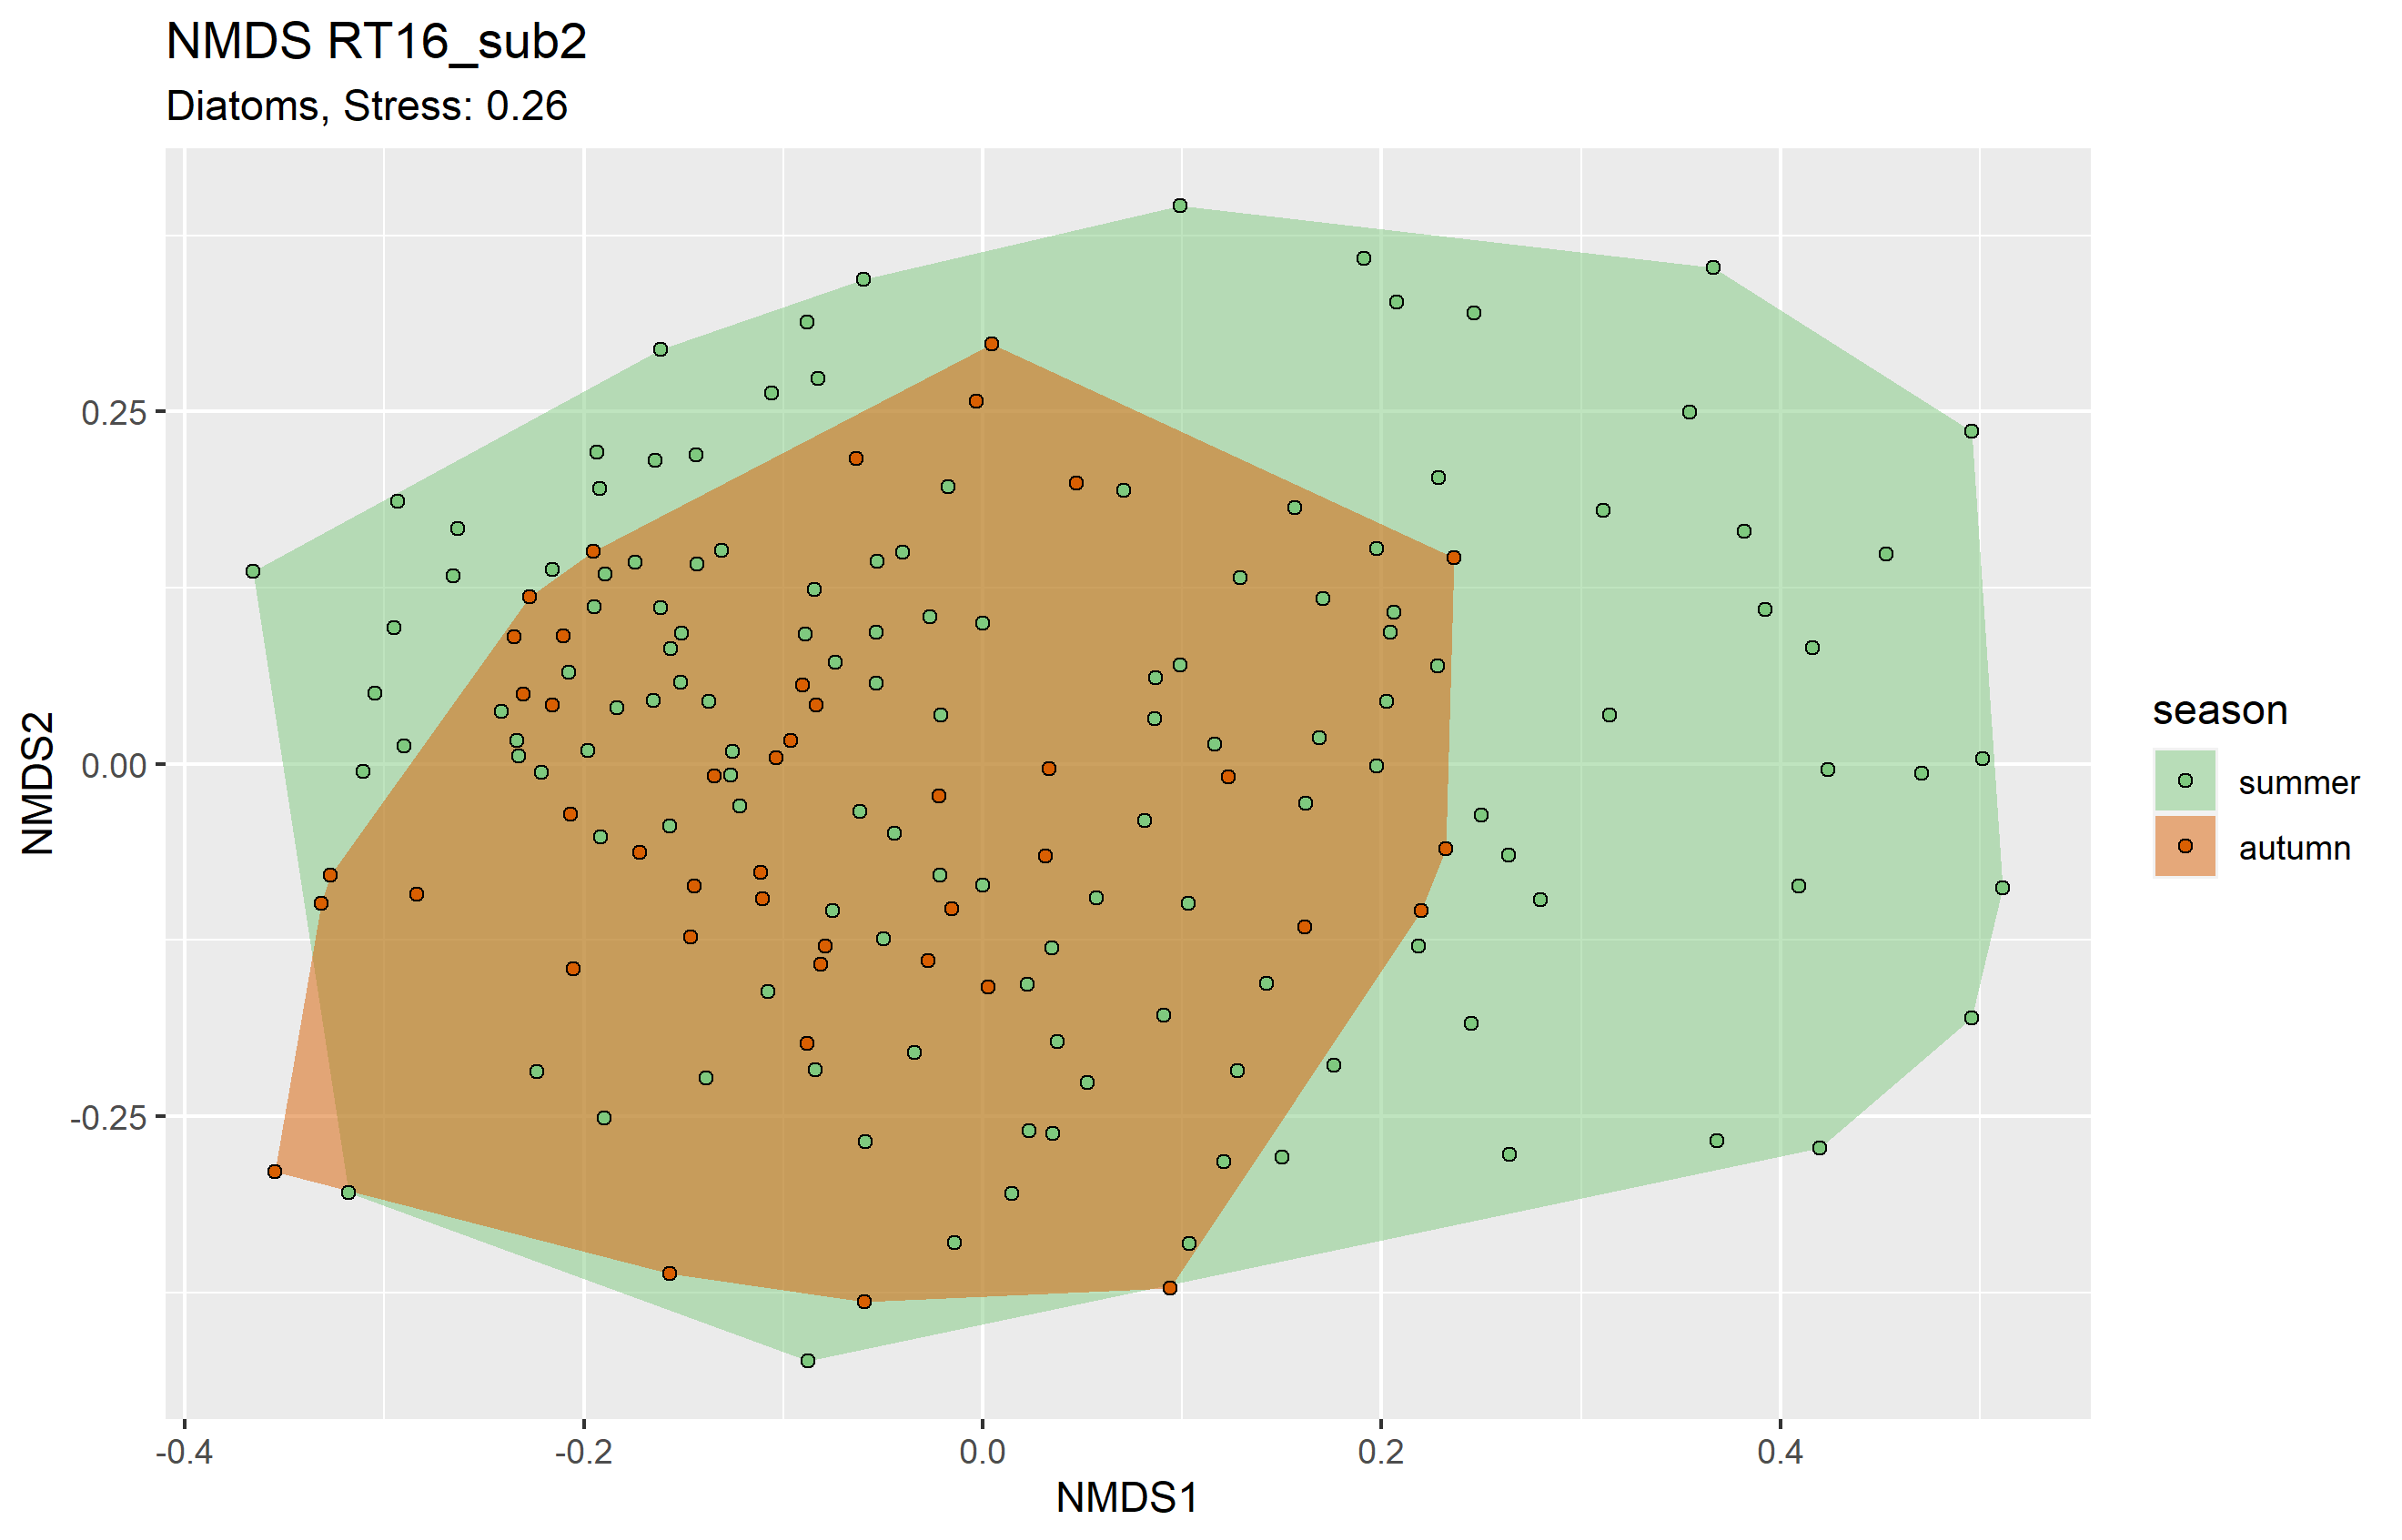 NMDS RT16_sub2
Diatoms, Stress: 0.26
NMDS2
0.25
0.00
-0.25
-0.4 -0.2 0.0 0.2 0.4
NMDS1
season
summer
autumn